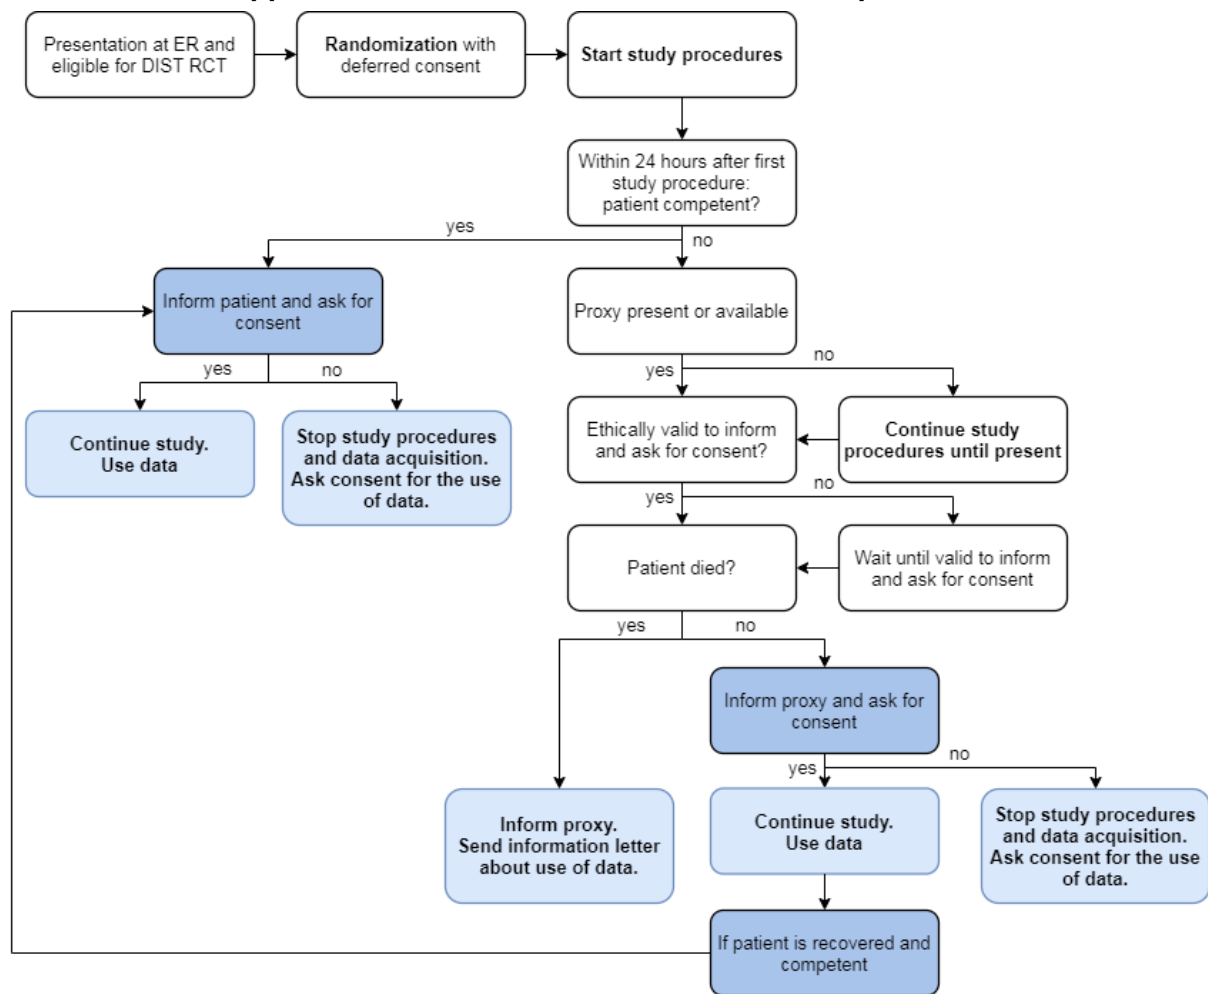 Presentation at ER and
eligible for DIST RCT
Randomization with
deferred consent
Start study procedures
Within 24 hours after first
study procedure:
patient competent?
yes
no
Inform patient and ask for
consent
Proxy present or available
yes
no
yes
no
Continue study.
Use data
Stop study procedures
and data acquisition.
Ask consent for the use
of data.
Ethically valid to inform
and ask for consent?
Continue study
procedures until present
yes
no
Patient died?
Wait until valid to inform
and ask for consent
yes
no
Inform proxy and ask for
consent
yes
no
Inform proxy.
Send information letter
about use of data.
Continue study.
Use data
Stop study procedures
and data acquisition.
Ask consent for the use
of data.
If patient is recovered and
competent